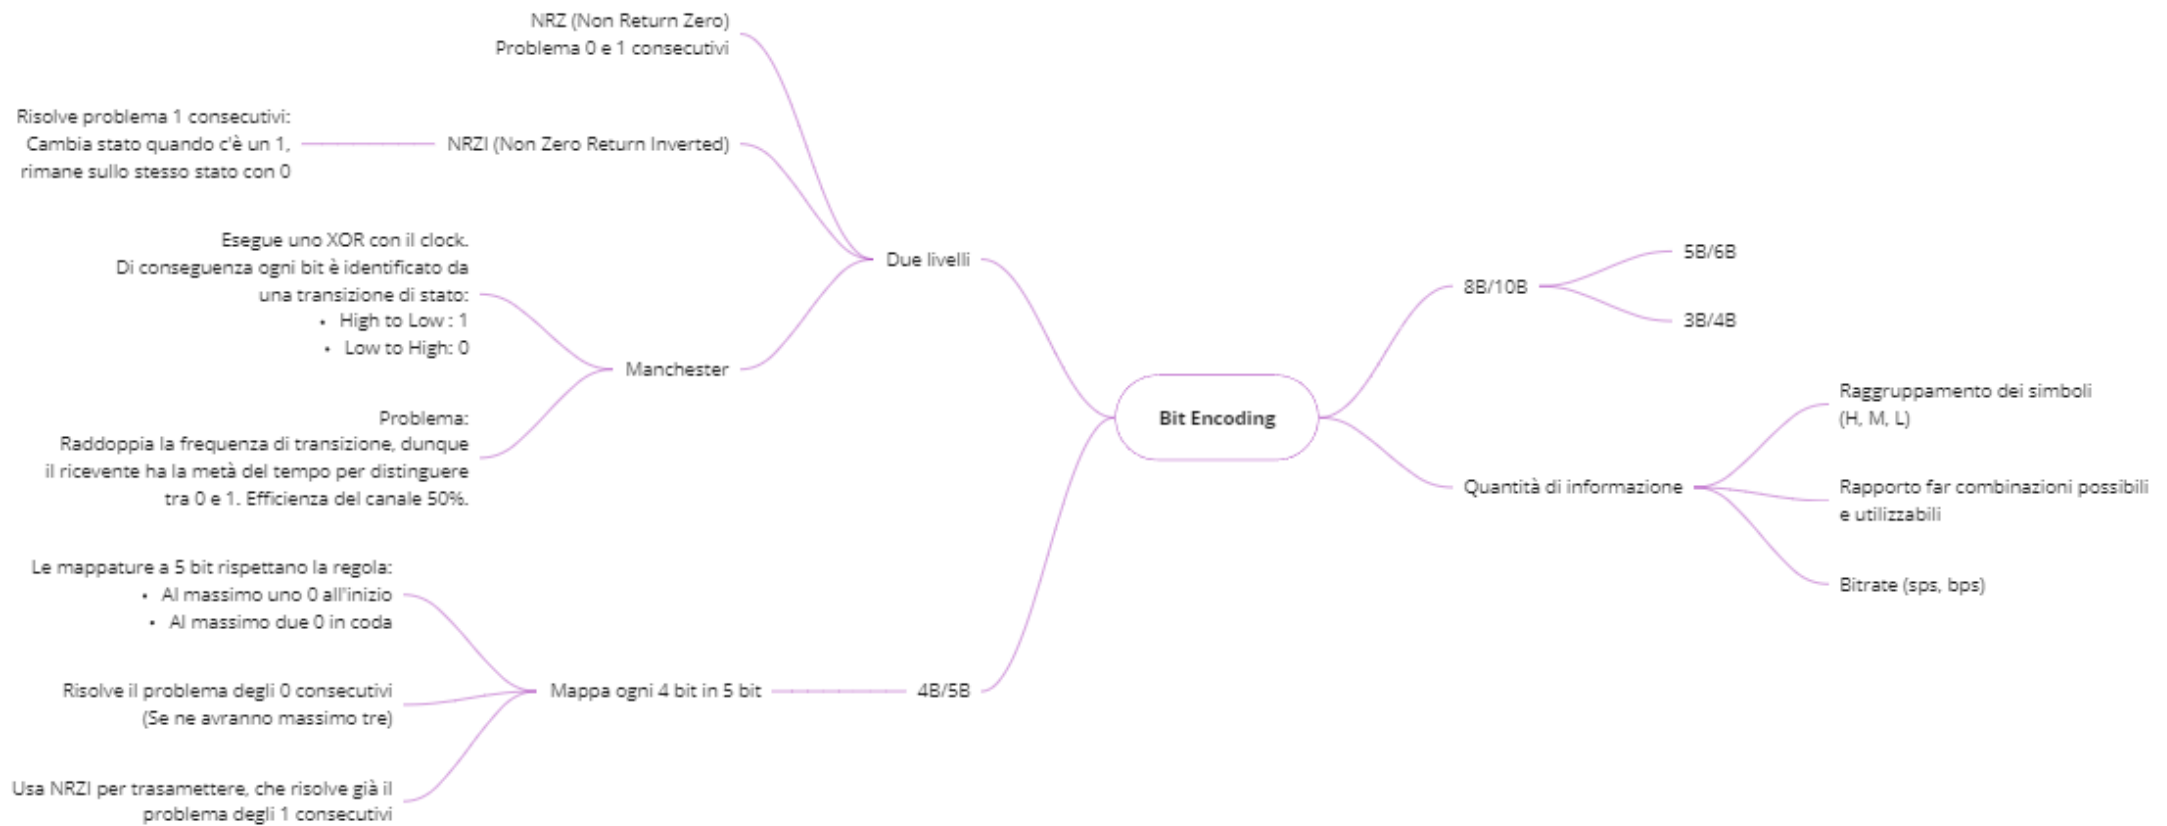 NRZ (Non Return Zero)
Problema 0 e 1 consecutivi
Risolve problema 1 consecutivi:
Cambia stato quando c'è un 1,
rimane sullo stesso stato con 0
NRZI (Non Zero Return Inverted)
Esegue uno XOR con il clock.
Di conseguenza ogni bit è identificato da
una transizione di stato:
• High to Low : 1
• Low to High: 0
Problema:
Raddoppia la frequenza di transizione, dunque
il ricevente ha la metà del tempo per distinguere
tra 0 e 1. Efficienza del canale 50%.
Manchester
Due livelli
Le mappature a 5 bit rispettano la regola:
• Al massimo uno 0 all'inizio
• Al massimo due 0 in coda
Risolve il problema degli 0 consecutivi
(Se ne avranno massimo tre)
Usa NRZI per trasamettere, che risolve già il
problema degli 1 consecutivi
Mappa ogni 4 bit in 5 bit
4B/5B
Bit Encoding
8B/10B
5B/6B
3B/4B
Quantità di informazione
Raggruppamento dei simboli
(H, M, L)
Rapporto far combinazioni possibili
e utilizzabili
Bitrate (sps, bps)